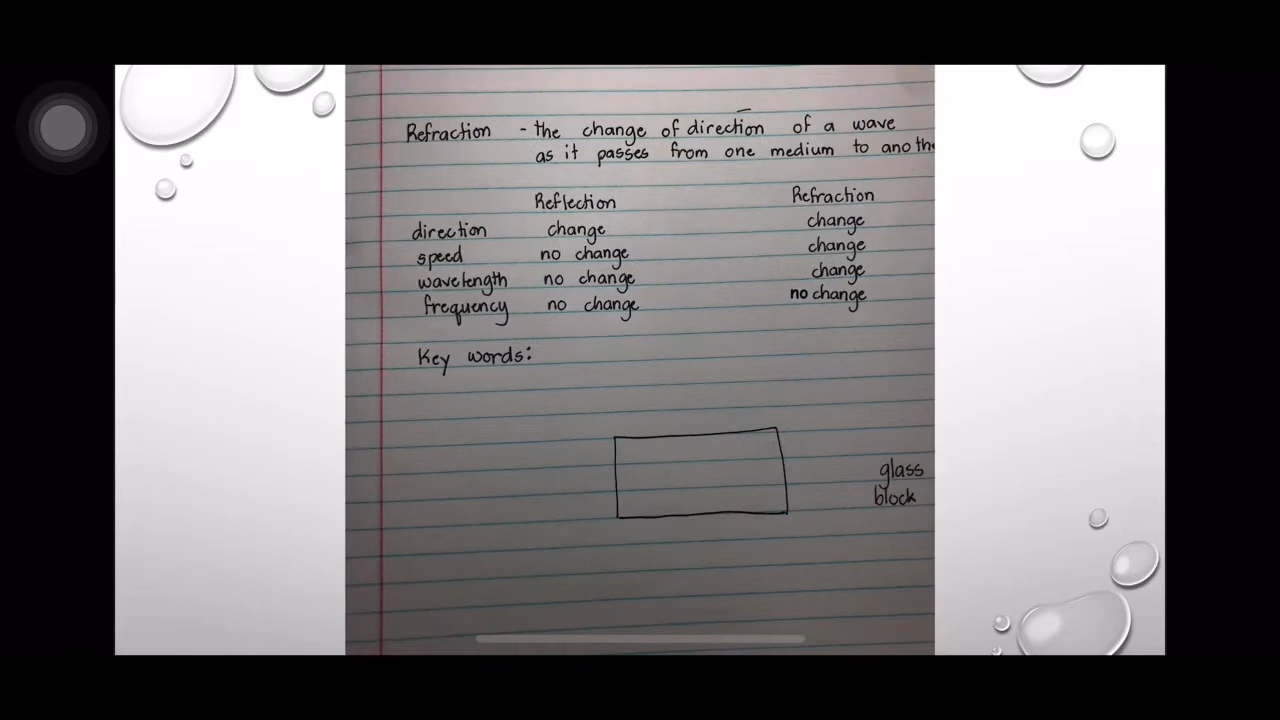 Refraction - the change of direction of a wave
as it passes from one medium to anoth
Reflection Refraction
direction change change
speed no change change
wavelength no change change
frequency no change no change
Key words:
glass
block